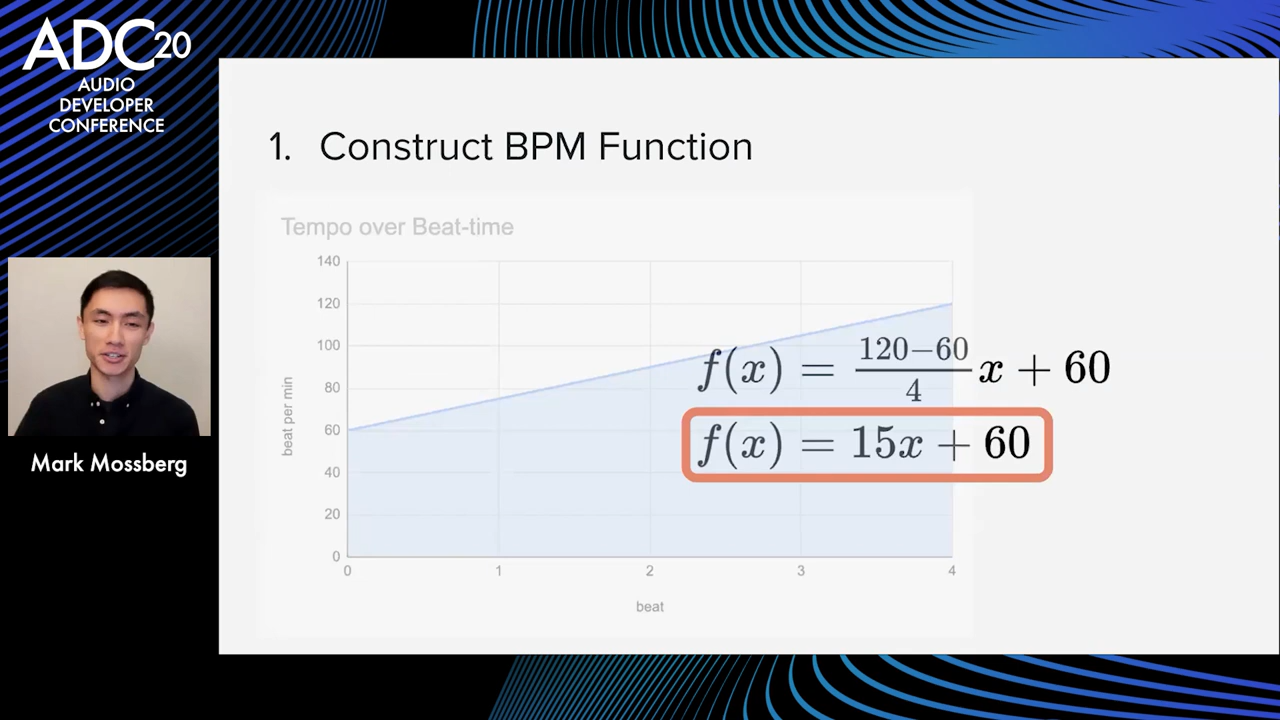 ADC20
AUDIO
DEVELOPER
CONFERENCE
Mark Mossberg
1. Construct BPM Function
Tempo over Beat-time
140
120
100
80
60
40
20
0
beat per min
0 1 2 3 4
beat
f(x) = \frac{120−60}{4}x + 60
f(x) = 15x + 60